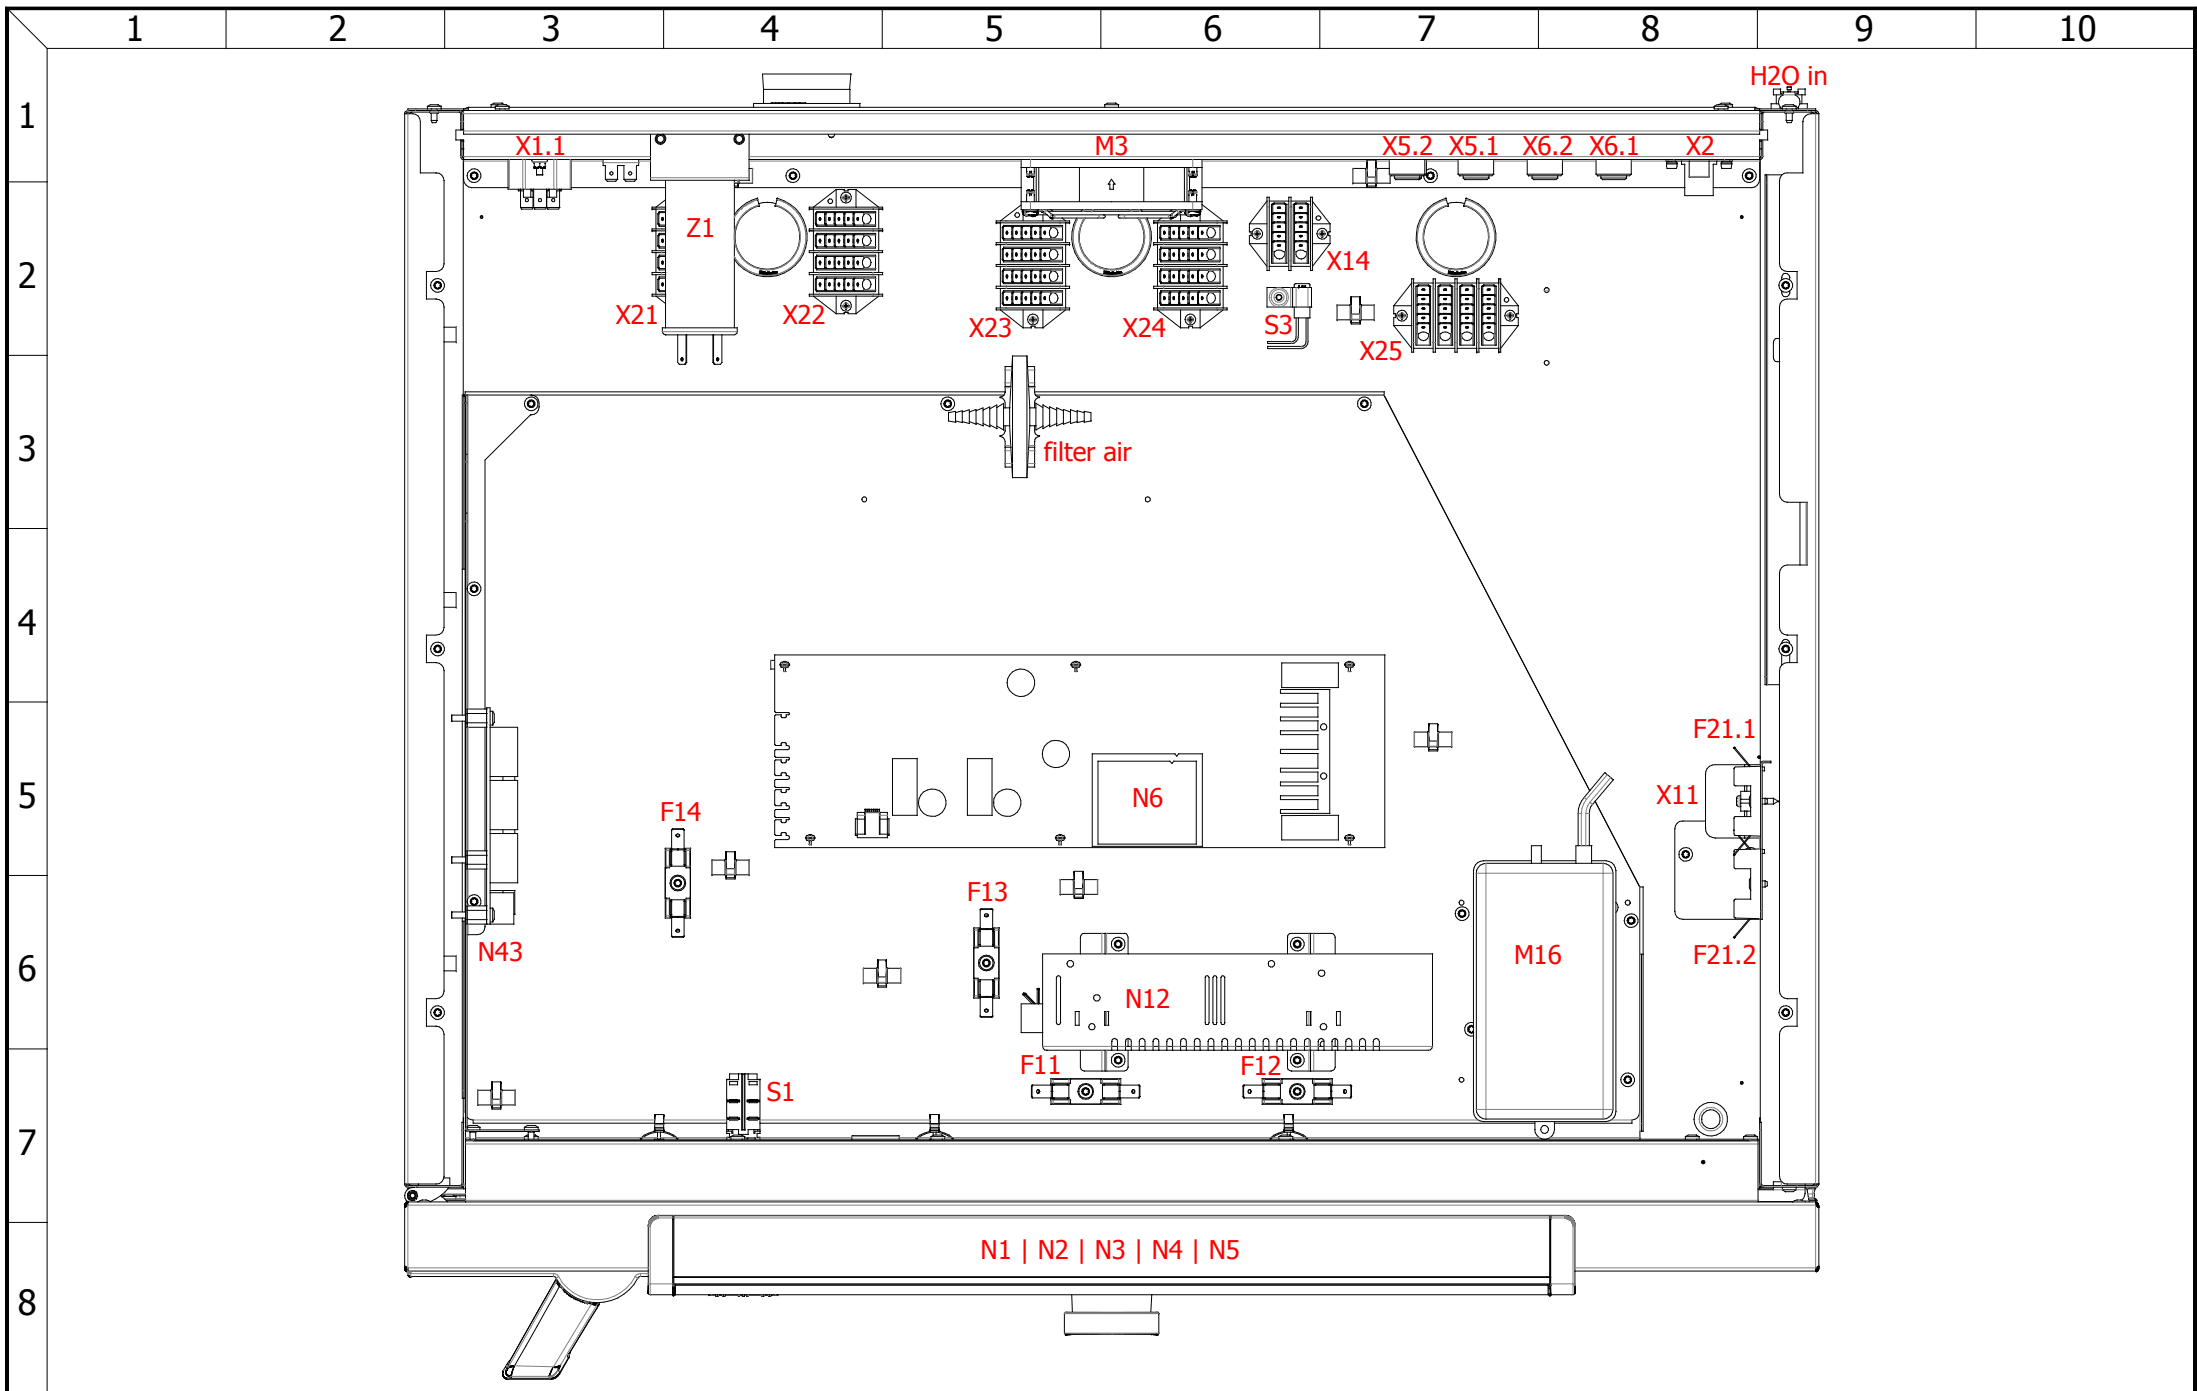 1 2 3 4 5 6 7 8 9 10
H2O in
1
X1.1 M3 X5.2 X5.1 X6.2 X6.1 X2
Z1
2
X14
X21 X22 X23 X24 S3
X25
3
filter air
4
F21.1
5
N6 X11
F14
F13
N43 M16 F21.2
6
N12
F11 F12
S1
7
N1 | N2 | N3 | N4 | N5
8